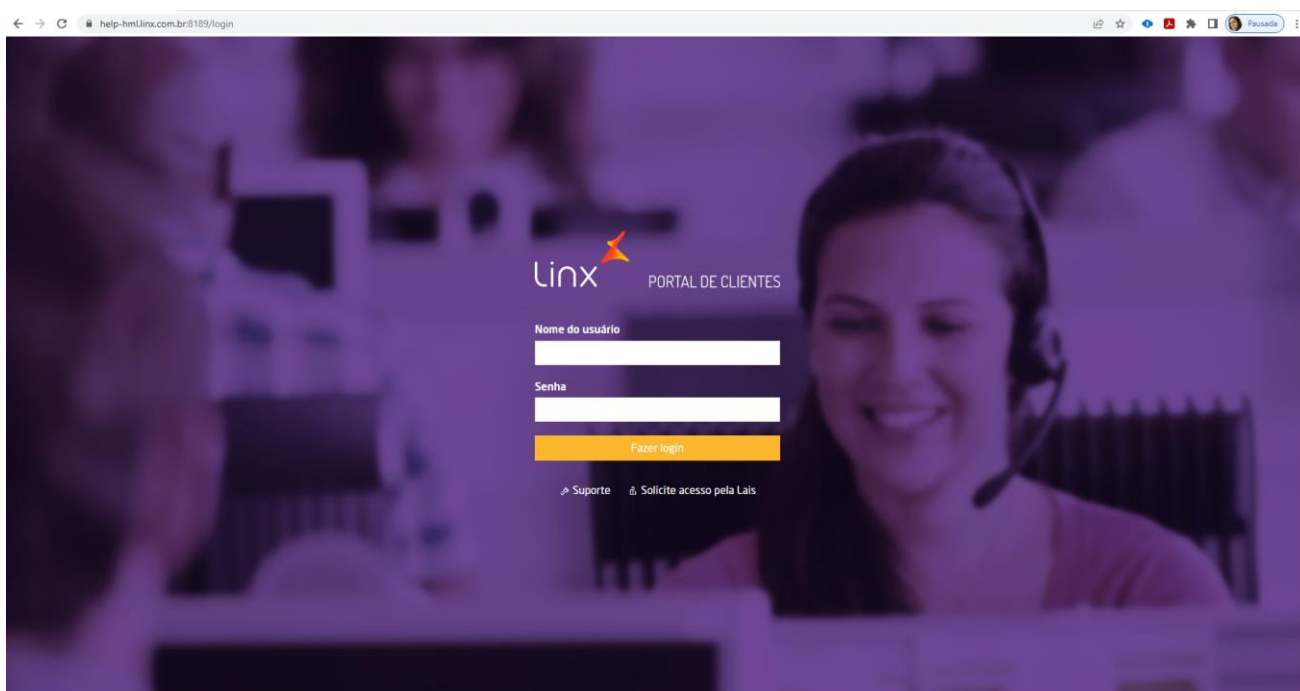 help-hml.linx.com.br:8189/login
Pausada
Linx
PORTAL DE CLIENTES
Nome do usuário
Senha
Fazer login
Suporte Solicite acesso pela Lais